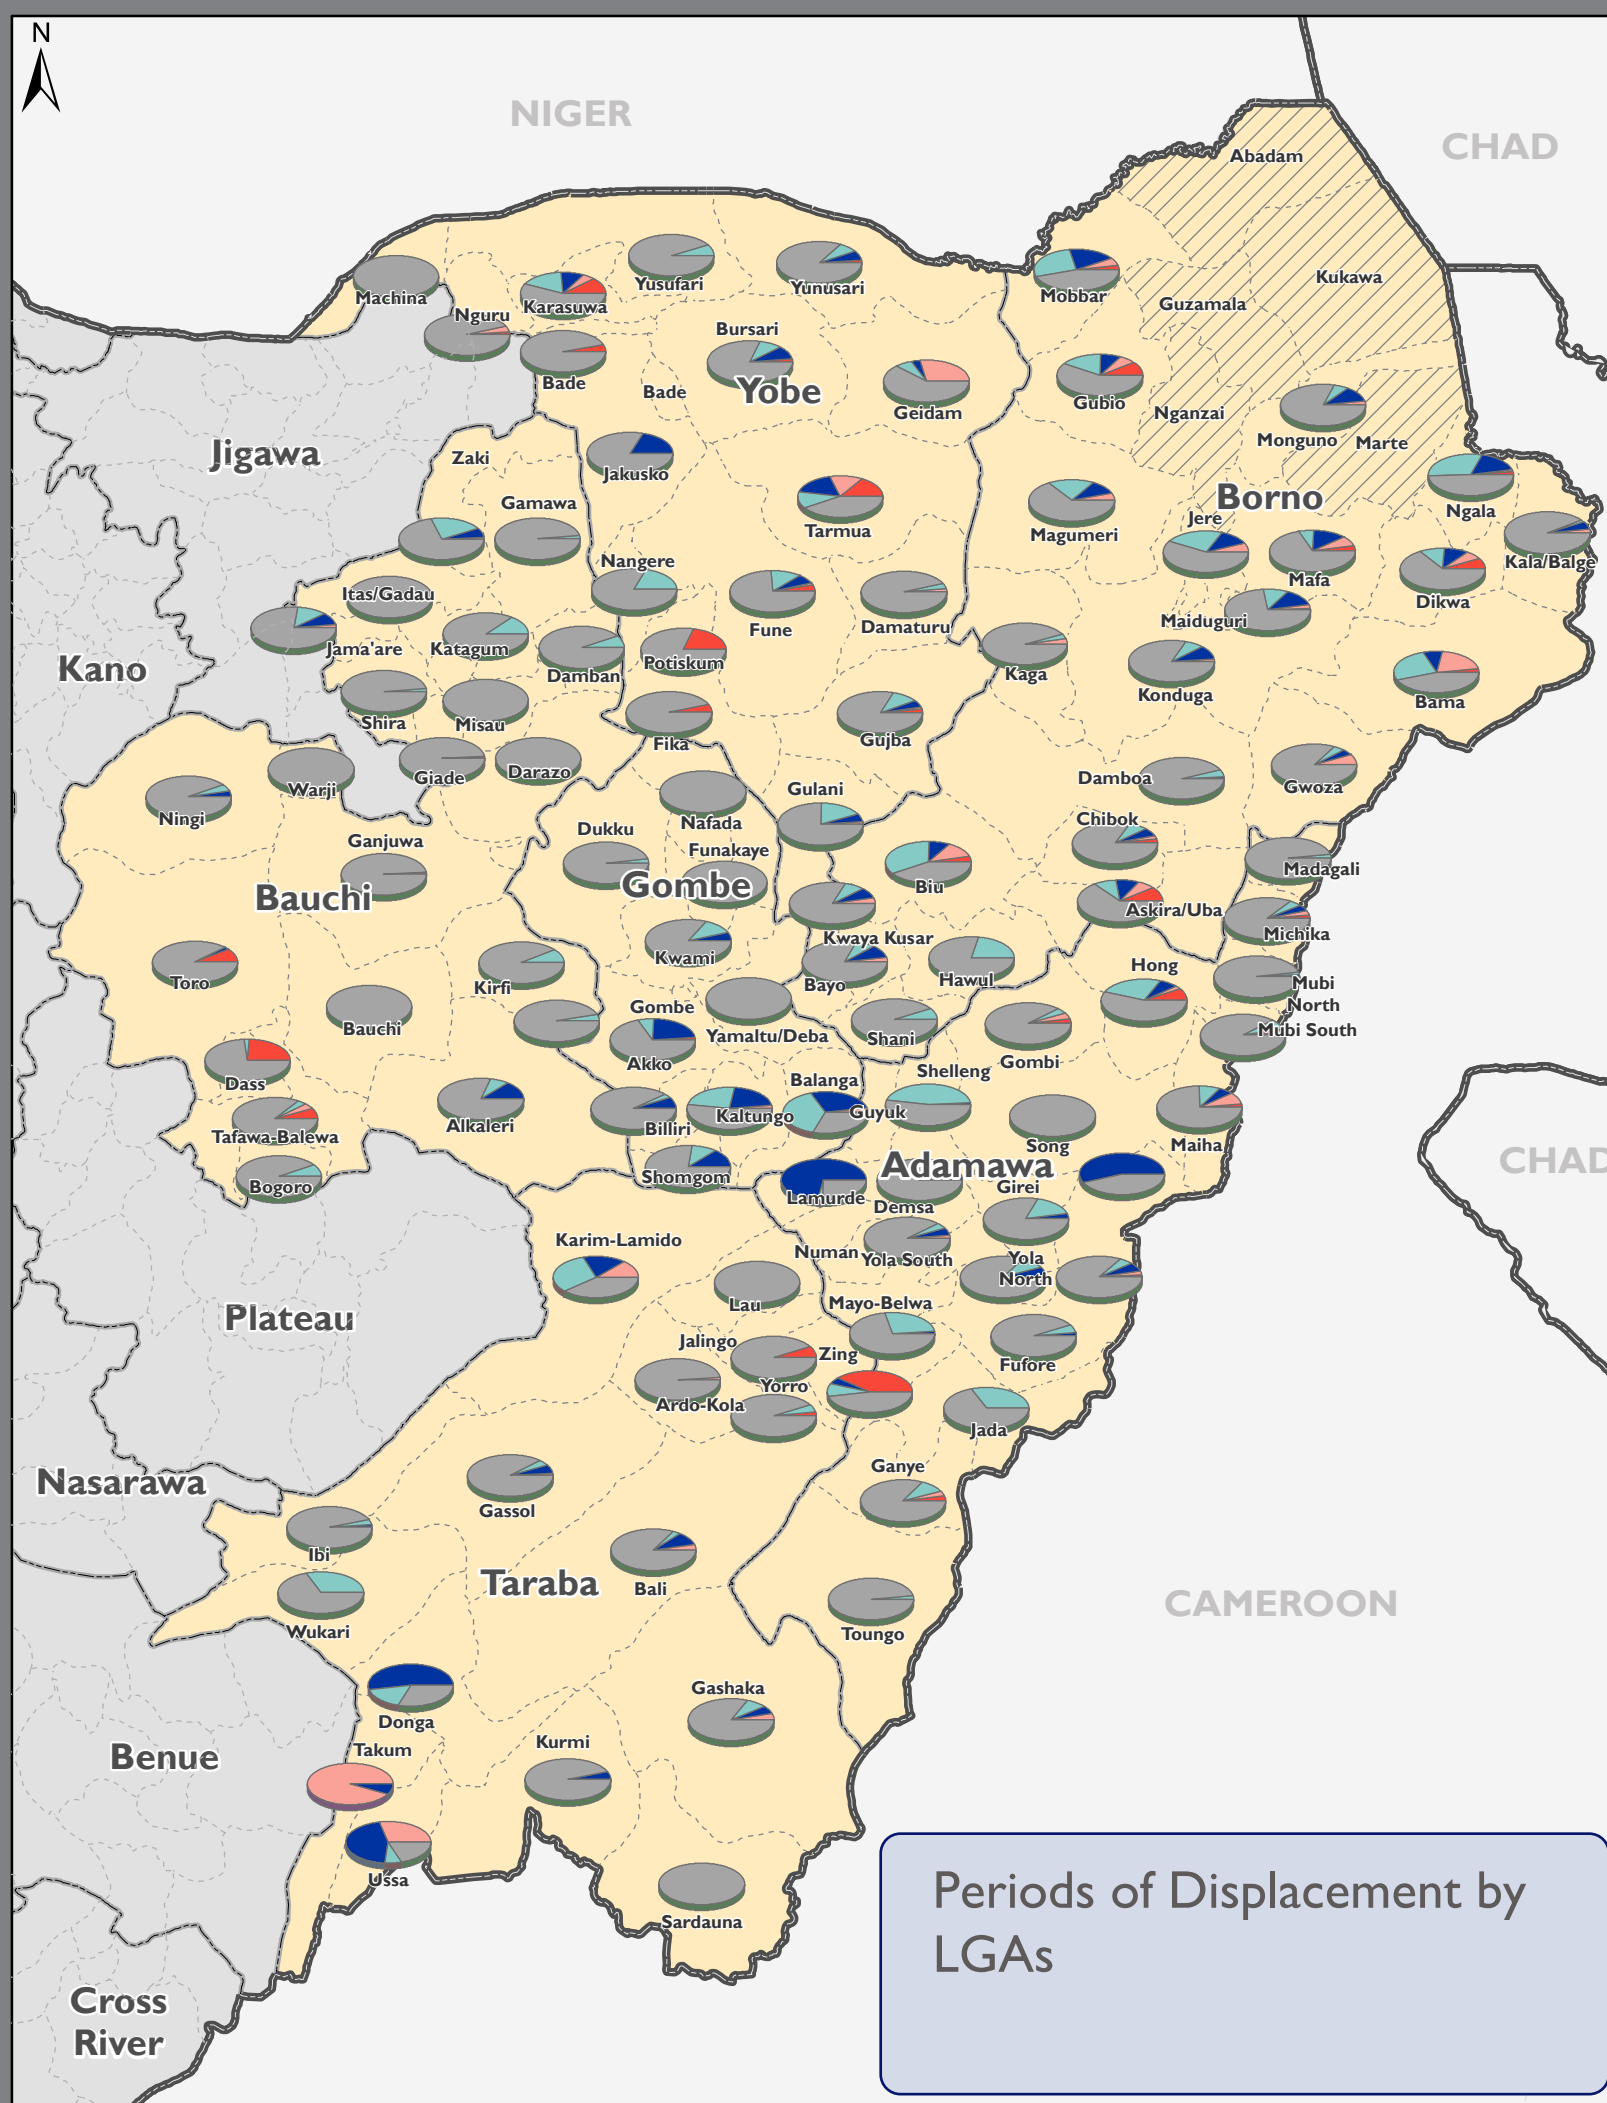 N
NIGER
CHAD
Abadam
Kukawa
Guzamala
Machina
Nguru
Karasuwa
Yusufari
Yunusari
Mobbar
Bursari
Bade
Bade
Yobe
Geidam
Gubio
Nganzai
Monguno
Marte
Jigawa
Zaki
Jakusko
Gamawa
Tarmua
Borno
Magumeri
Jere
Ngala
Mafa
Kala/Balge
Dikwa
Nangere
Itas/Gadau
Fune
Damaturu
Maiduguri
Jama'are
Katagum
Damban
Potiskum
Kano
Kaga
Konduga
Bama
Shira
Misau
Fika
Gujba
Giade
Darazo
Warji
Ningi
Damboa
Gwoza
Nafada
Gulani
Dukku
Chibok
Ganjuwa
Funakaye
Madagali
Bauchi
Gombe
Biu
Askira/Uba
Michika
Kwaya Kusar
Kwami
Toro
Kirfi
Bayo
Hawul
Hong
Mubi
North
Gombe
Bauchi
Yamaltu/Deba
Shani
Gombi
Mubi South
Akko
Shelleng
Dass
Balanga
Guyuk
Alkaleri
Billiri
Kaltungo
Tafawa-Balewa
Song
Maiha
CHAD
Bogoro
Shomgom
Adamawa
Lamurde
Girei
Demsa
Karim-Lamido
Numan
Yola South
Yola
North
Lau
Mayo-Belwa
Plateau
Jalingo
Zing
Fufore
Yorro
Ardo-Kola
Jada
Ganye
Nasarawa
Gassol
Ibi
Bali
Taraba
CAMEROON
Wukari
Toungo
Gashaka
Donga
Kurmi
Takum
Benue
Ussa
Sardauna
Periods of Displacement by
LGAs
Cross
River